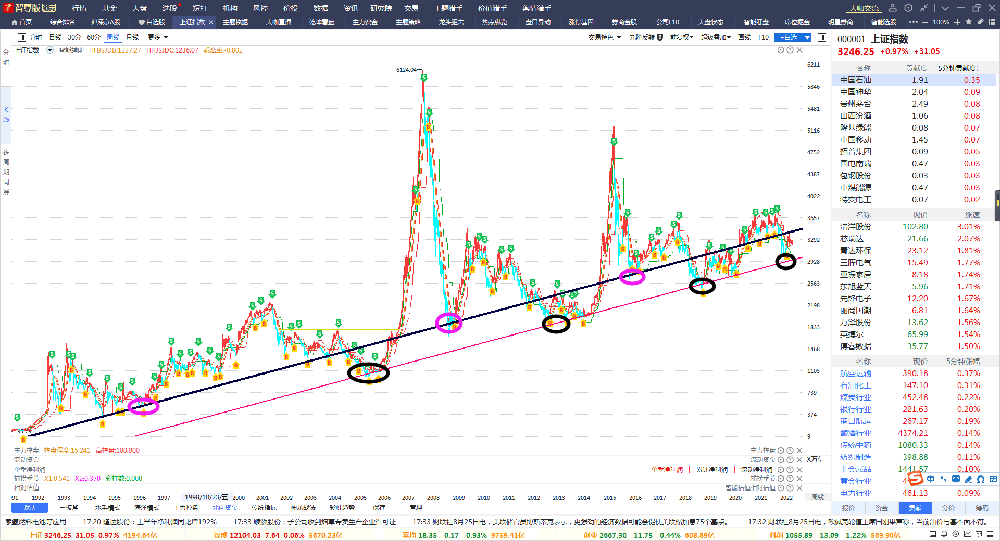 智尊版 演示 行情 基金 大盘 选股 短打 机构 风控 价投 数据 资讯 研究院 交易 主题猎手 价值猎手 舆情猎手 大咖交流
首页 综合排名 沪深京A股 自选股 上证指数 主题挖掘 大咖直播 乾坤看盘 主力资金 主题策略 龙头狙击 热点纵览 盘口异动 涨停基因 券商金股 公司F10 大盘状态 智能盯盘 席位掘金 明星券商 智能选股 100%
分时 日线 30分 60分 周线 月线 更多 交易特色 九阶反转 9 前复权 超级叠加 画线 F10 +自选
上证指数 智能辅助 HHJSJDB:1227.27 HHJSJDC:1236.07 乖离率:-0.802
分时
K线
多周期同屏
6124.04
95.79
6211
5846
5481
5116
4752
4387
4022
3657
3292
2928
2563
2198
1833
1468
1103
739
374
9
主力控盘 控盘程度:15.241 高控盘:100.000 主力控盘
流动资金 流动资金 X万亿
单季净利润 单季净利润 累计净利润 滚动净利润
捕捞季节 X1:0.541 X2:0.370 彩柱数:0.000 捕捞季节
相对估值 智能估值相对估值
991 1992 1993 1994 1995 1996 1997 1998/10/23/五 2000 2001 2002 2003 2004 2005 2006 2007 2008 2009 2010 2011 2012 2013 2014 2015 2016 2017 2018 2019 2020 2021 2022 周线
默认 三板斧 水手模式 海洋模式 主力控盘 北向资金 传统指标 神龙战法 彩虹趋势 保存 管理
000001 上证指数
3246.25 +0.97% +31.05
名称 贡献度 5分钟贡献度↓
中国石油 1.91 0.35
中国神华 2.04 0.09
贵州茅台 2.49 0.08
山西汾酒 1.06 0.08
隆基绿能 0.08 0.07
中国移动 1.45 0.07
拓普集团 -0.09 0.05
国电南瑞 -0.47 0.03
包钢股份 0.03 0.03
中煤能源 0.47 0.03
特变电工 0.07 0.02
名称 现价 涨速
浩洋股份 102.80 3.01%
芯瑞达 21.66 2.07%
青达环保 23.12 1.81%
三晖电气 15.49 1.77%
亚振家居 8.18 1.74%
东旭蓝天 5.96 1.71%
先锋电子 12.20 1.67%
丽尚国潮 6.81 1.64%
万泽股份 13.62 1.56%
英搏尔 65.99 1.54%
博睿数据 35.77 1.50%
名称 现价 5分钟涨幅
航空运输 390.18 0.37%
石油化工 147.10 0.31%
煤炭行业 452.48 0.22%
银行行业 221.63 0.20%
港口航运 267.17 0.19%
酿酒行业 4374.21 0.14%
传统中药 1080.33 0.14%
纺织制造 398.88 0.11%
非金属品 1441.57 0.10%
黄金行业 中
电力行业 461.13 0.09%
报价 资金 贡献 分价 筹码
素氢燃料电池等应用 17:20 隆达股份：上半年净利润同比增192% 17:33 顺灏股份：子公司收到烟草专卖生产企业许可证 17:33 财联社8月25日电，美联储官员博斯蒂克表示，更强劲的经济数据可能会促使美联储加息75个基点。 17:32 财联社8月25日电，欧佩克轮值主席国刚果声称，当前油价与基本面不符。
上证 3246.25 31.05 0.97% 4194.64亿 深成 12104.03 7.64 0.06% 5670.23亿 平均 18.35 -0.17 -0.93% 9759.41亿 创业 2667.30 -11.75 -0.44% 608.89亿 科创 1055.89 -13.09 -1.22% 569.90亿